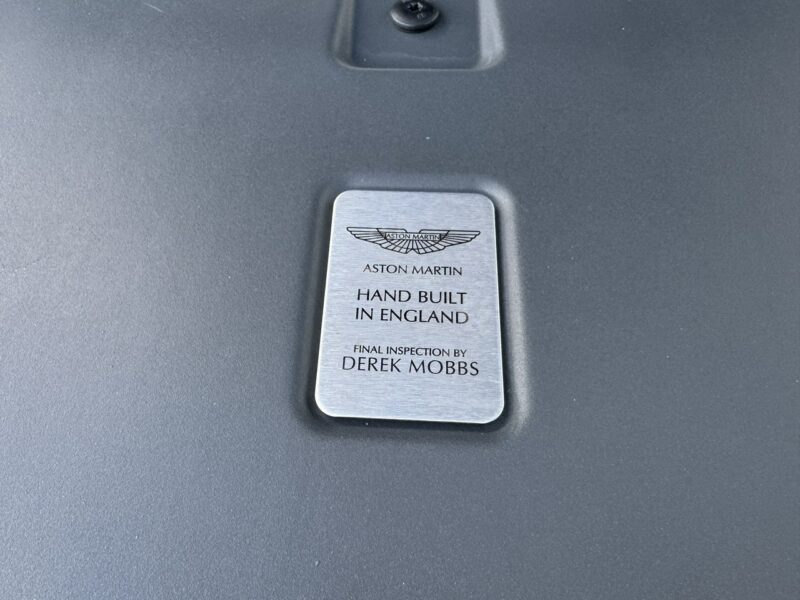 ASTON MARTIN
ASTON MARTIN
HAND BUILT
IN ENGLAND
FINAL INSPECTION BY
DEREK MOBBS